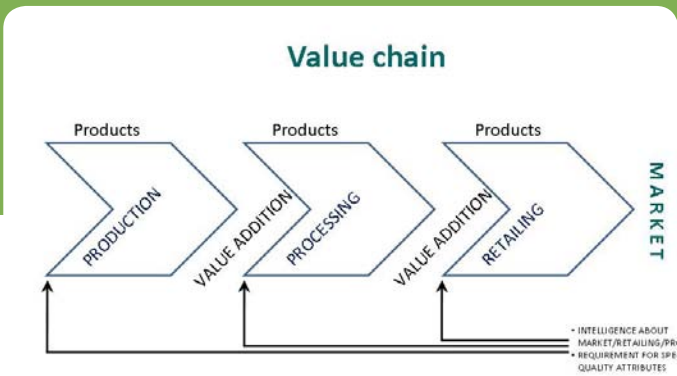 Value chain
Products Products Products
PRODUCTION
VALUE ADDITION
PROCESSING
VALUE ADDITION
RETAILING
MARKET
• INTELLIGENCE ABOUT
MARKET/RETAILING/
• REQUIREMENT FOR
QUALITY ATTRIBUTES